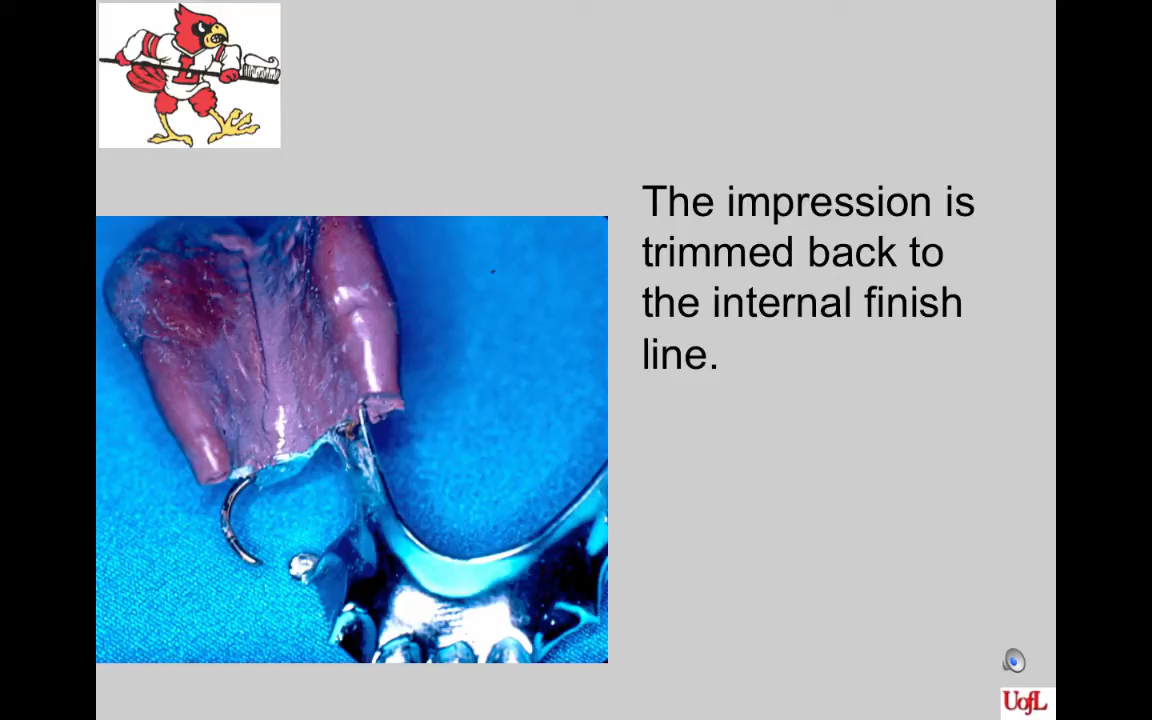 L
The impression is
trimmed back to
the internal finish
line.
UofL